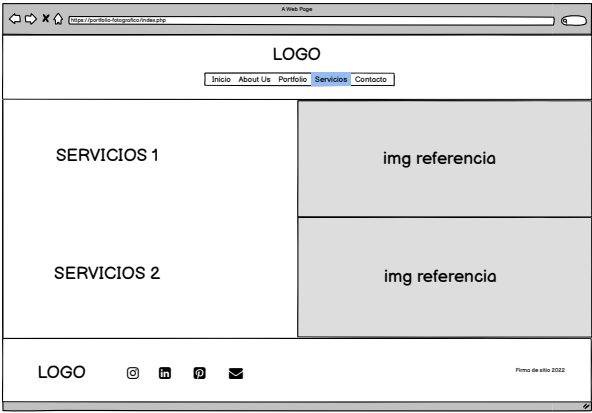 A Web Page
https://portfolio-fotografico/index.php
LOGO
Inicio About Us Portfolio Servicios Contacto
SERVICIOS 1
img referencia
SERVICIOS 2
img referencia
LOGO
Firma de sitio 2022